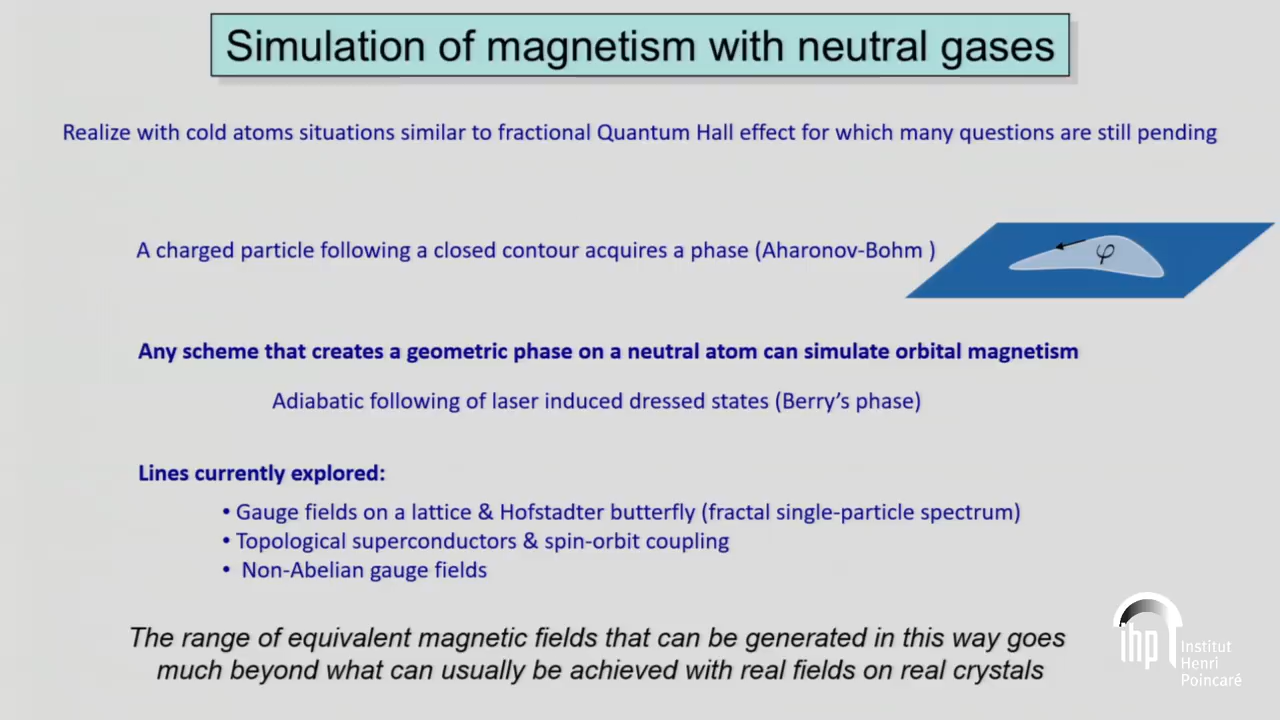 Simulation of magnetism with neutral gases
Realize with cold atoms situations similar to fractional Quantum Hall effect for which many questions are still pending
A charged particle following a closed contour acquires a phase (Aharonov-Bohm )
φ
Any scheme that creates a geometric phase on a neutral atom can simulate orbital magnetism
Adiabatic following of laser induced dressed states (Berry’s phase)
Lines currently explored:
• Gauge fields on a lattice & Hofstadter butterfly (fractal single-particle spectrum)
• Topological superconductors & spin-orbit coupling
• Non-Abelian gauge fields
The range of equivalent magnetic fields that can be generated in this way goes
much beyond what can usually be achieved with real fields on real crystals
ihp
Institut
Henri
Poincaré